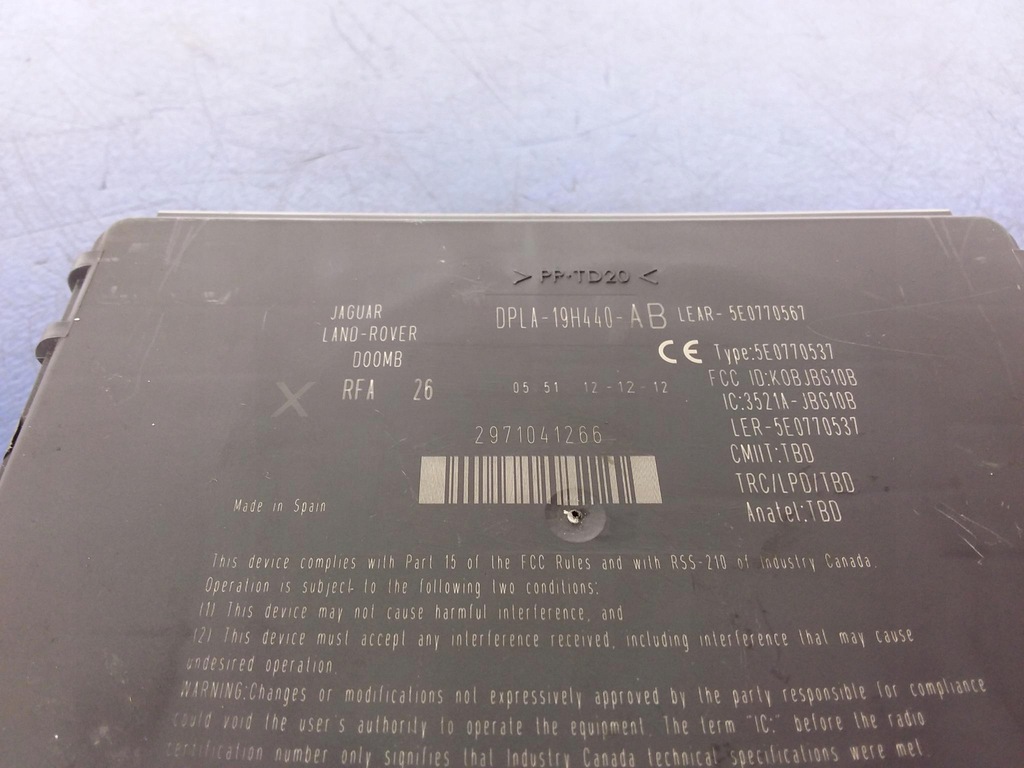 > PP-TD20 <
JAGUAR
LAND-ROVER
D00MB
RFA 26
DPLA-19H440-AB LEAR- 5E0770567
CE Type:5E0770537
FCC ID:KOBJBG10B
IC:3521A-JBG10B
LER-5E0770537
CMIIT:TBD
TRC/LPD/TBD
Anatel:TBD
05 51 12-12-12
X
2971041266
Made in Spain
This device complies with Part 15 of the FCC Rules and with RSS-210 of Industry Canada.
Operation is subject to the following two conditions:
(1) This device may not cause harmful interference, and
(2) This device must accept any interference received, including interference that may cause
undesired operation.
WARNING:Changes or modifications not expressively approved by the party responsible for compliance
could void the user's authority to operate the equipment. The term "IC:" before the radio
certification number only signifies that Industry Canada technical specifications were met.